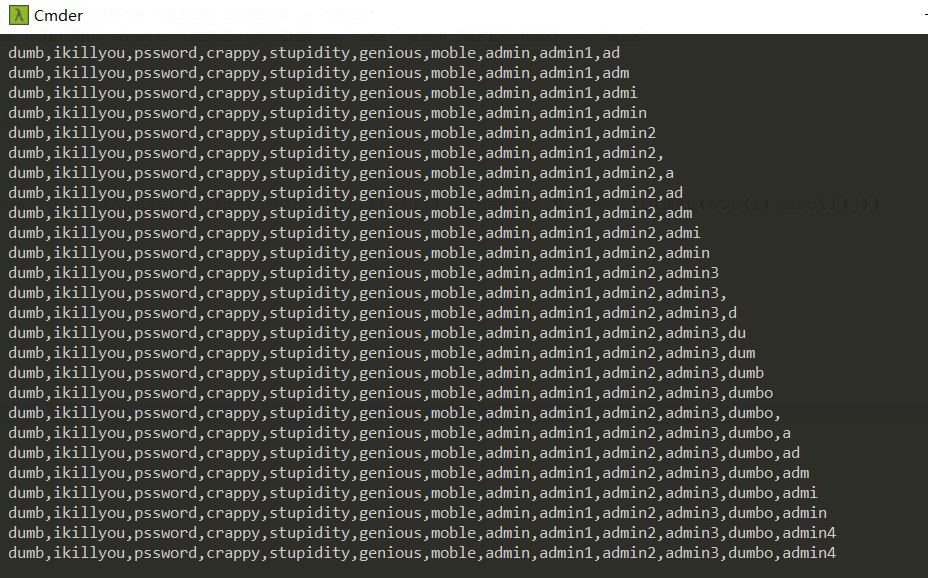 Cmder
dumb,ikillyou,pssword,crappy,stupidity,genious,moble,admin,admin1,ad
dumb,ikillyou,pssword,crappy,stupidity,genious,moble,admin,admin1,adm
dumb,ikillyou,pssword,crappy,stupidity,genious,moble,admin,admin1,admi
dumb,ikillyou,pssword,crappy,stupidity,genious,moble,admin,admin1,admin
dumb,ikillyou,pssword,crappy,stupidity,genious,moble,admin,admin1,admin2
dumb,ikillyou,pssword,crappy,stupidity,genious,moble,admin,admin1,admin2,
dumb,ikillyou,pssword,crappy,stupidity,genious,moble,admin,admin1,admin2,a
dumb,ikillyou,pssword,crappy,stupidity,genious,moble,admin,admin1,admin2,ad
dumb,ikillyou,pssword,crappy,stupidity,genious,moble,admin,admin1,admin2,adm
dumb,ikillyou,pssword,crappy,stupidity,genious,moble,admin,admin1,admin2,admi
dumb,ikillyou,pssword,crappy,stupidity,genious,moble,admin,admin1,admin2,admin
dumb,ikillyou,pssword,crappy,stupidity,genious,moble,admin,admin1,admin2,admin3
dumb,ikillyou,pssword,crappy,stupidity,genious,moble,admin,admin1,admin2,admin3,
dumb,ikillyou,pssword,crappy,stupidity,genious,moble,admin,admin1,admin2,admin3,d
dumb,ikillyou,pssword,crappy,stupidity,genious,moble,admin,admin1,admin2,admin3,du
dumb,ikillyou,pssword,crappy,stupidity,genious,moble,admin,admin1,admin2,admin3,dum
dumb,ikillyou,pssword,crappy,stupidity,genious,moble,admin,admin1,admin2,admin3,dumb
dumb,ikillyou,pssword,crappy,stupidity,genious,moble,admin,admin1,admin2,admin3,dumbo
dumb,ikillyou,pssword,crappy,stupidity,genious,moble,admin,admin1,admin2,admin3,dumbo,
dumb,ikillyou,pssword,crappy,stupidity,genious,moble,admin,admin1,admin2,admin3,dumbo,a
dumb,ikillyou,pssword,crappy,stupidity,genious,moble,admin,admin1,admin2,admin3,dumbo,ad
dumb,ikillyou,pssword,crappy,stupidity,genious,moble,admin,admin1,admin2,admin3,dumbo,adm
dumb,ikillyou,pssword,crappy,stupidity,genious,moble,admin,admin1,admin2,admin3,dumbo,admi
dumb,ikillyou,pssword,crappy,stupidity,genious,moble,admin,admin1,admin2,admin3,dumbo,admin
dumb,ikillyou,pssword,crappy,stupidity,genious,moble,admin,admin1,admin2,admin3,dumbo,admin4
dumb,ikillyou,pssword,crappy,stupidity,genious,moble,admin,admin1,admin2,admin3,dumbo,admin4